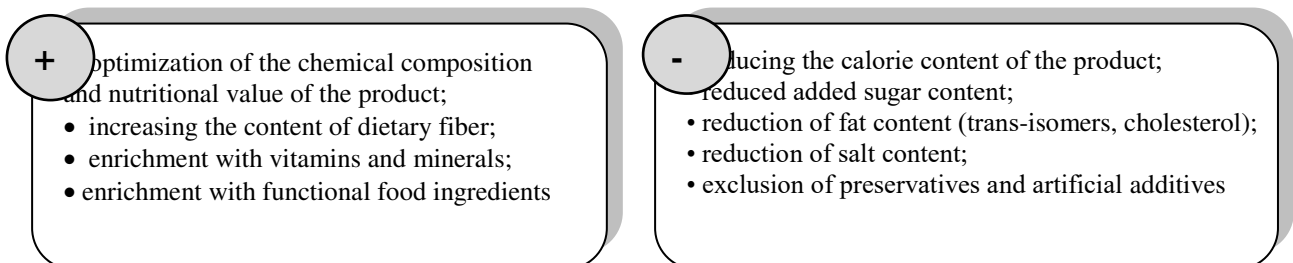 +
optimization of the chemical composition
and nutritional value of the product;
• increasing the content of dietary fiber;
• enrichment with vitamins and minerals;
• enrichment with functional food ingredients
-
ducing the calorie content of the product;
reduced added sugar content;
• reduction of fat content (trans-isomers, cholesterol);
• reduction of salt content;
• exclusion of preservatives and artificial additives